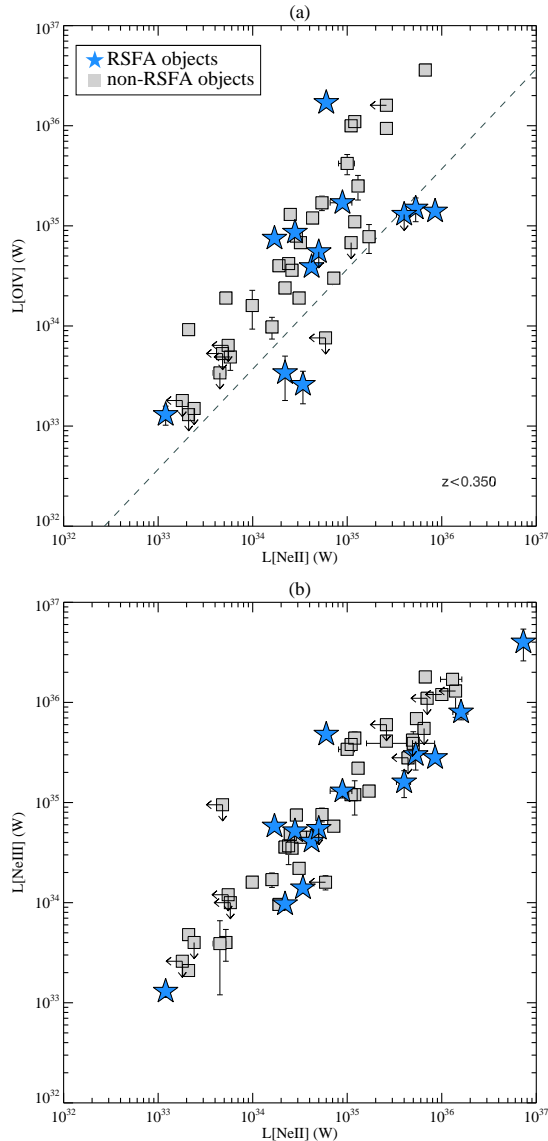 (a)
RSFA objects
non-RSFA objects
10^37
10^36
10^35
10^34
10^33
10^32
L[OIV] (W)
z<0.350
10^32 10^33 10^34 10^35 10^36 10^37
L[NeII] (W)
(b)
10^37
10^36
10^35
10^34
10^33
10^32
L[NeIII] (W)
10^32 10^33 10^34 10^35 10^36 10^37
L[NeII] (W)